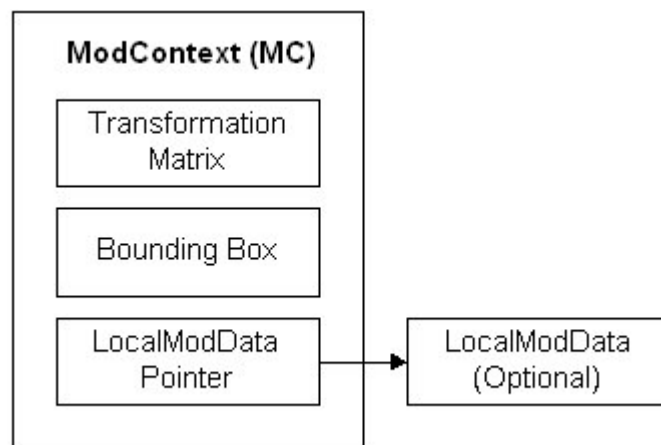 ModContext (MC)
Transformation
Matrix
Bounding Box
LocalModData
Pointer
LocalModData
(Optional)